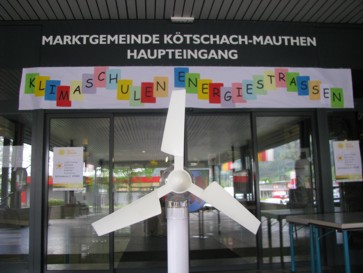 MARKTGEMEINDE KÖTSCHACH-MAUTHEN
HAUPTEINGANG
KLIMASCHULEN ENERGIESTRASSEN